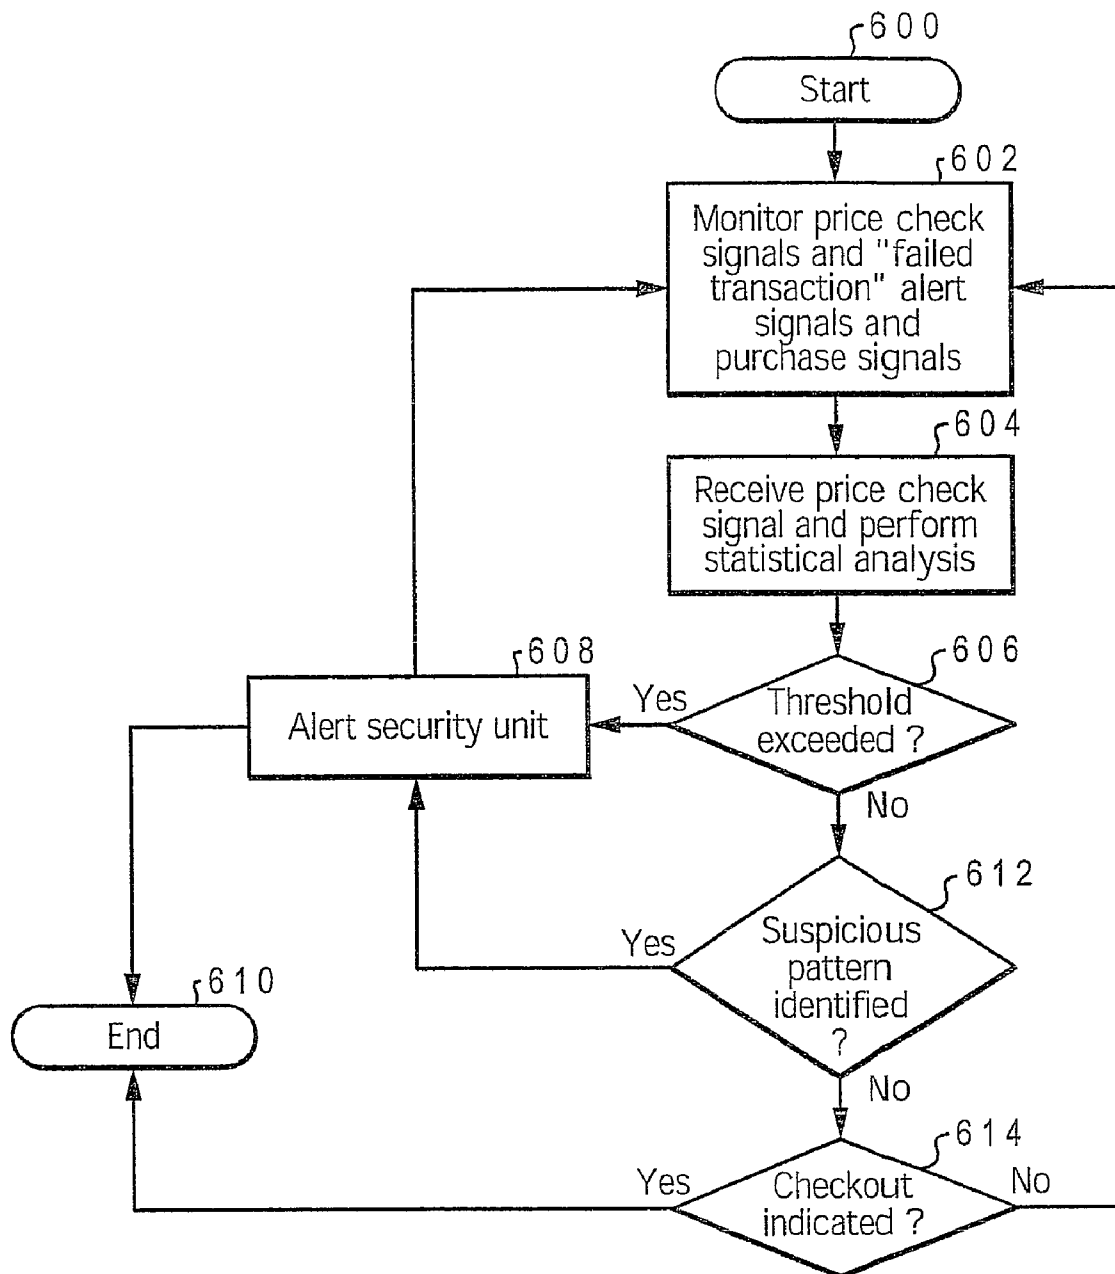 600
Start
602
Monitor price check
signals and "failed
transaction" alert
signals and
purchase signals
604
Receive price check
signal and perform
statistical analysis
606
Threshold
exceeded ?
Yes
No
608
Alert security unit
612
Suspicious
pattern
identified
?
Yes
No
610
End
614
Checkout
indicated ?
Yes
No